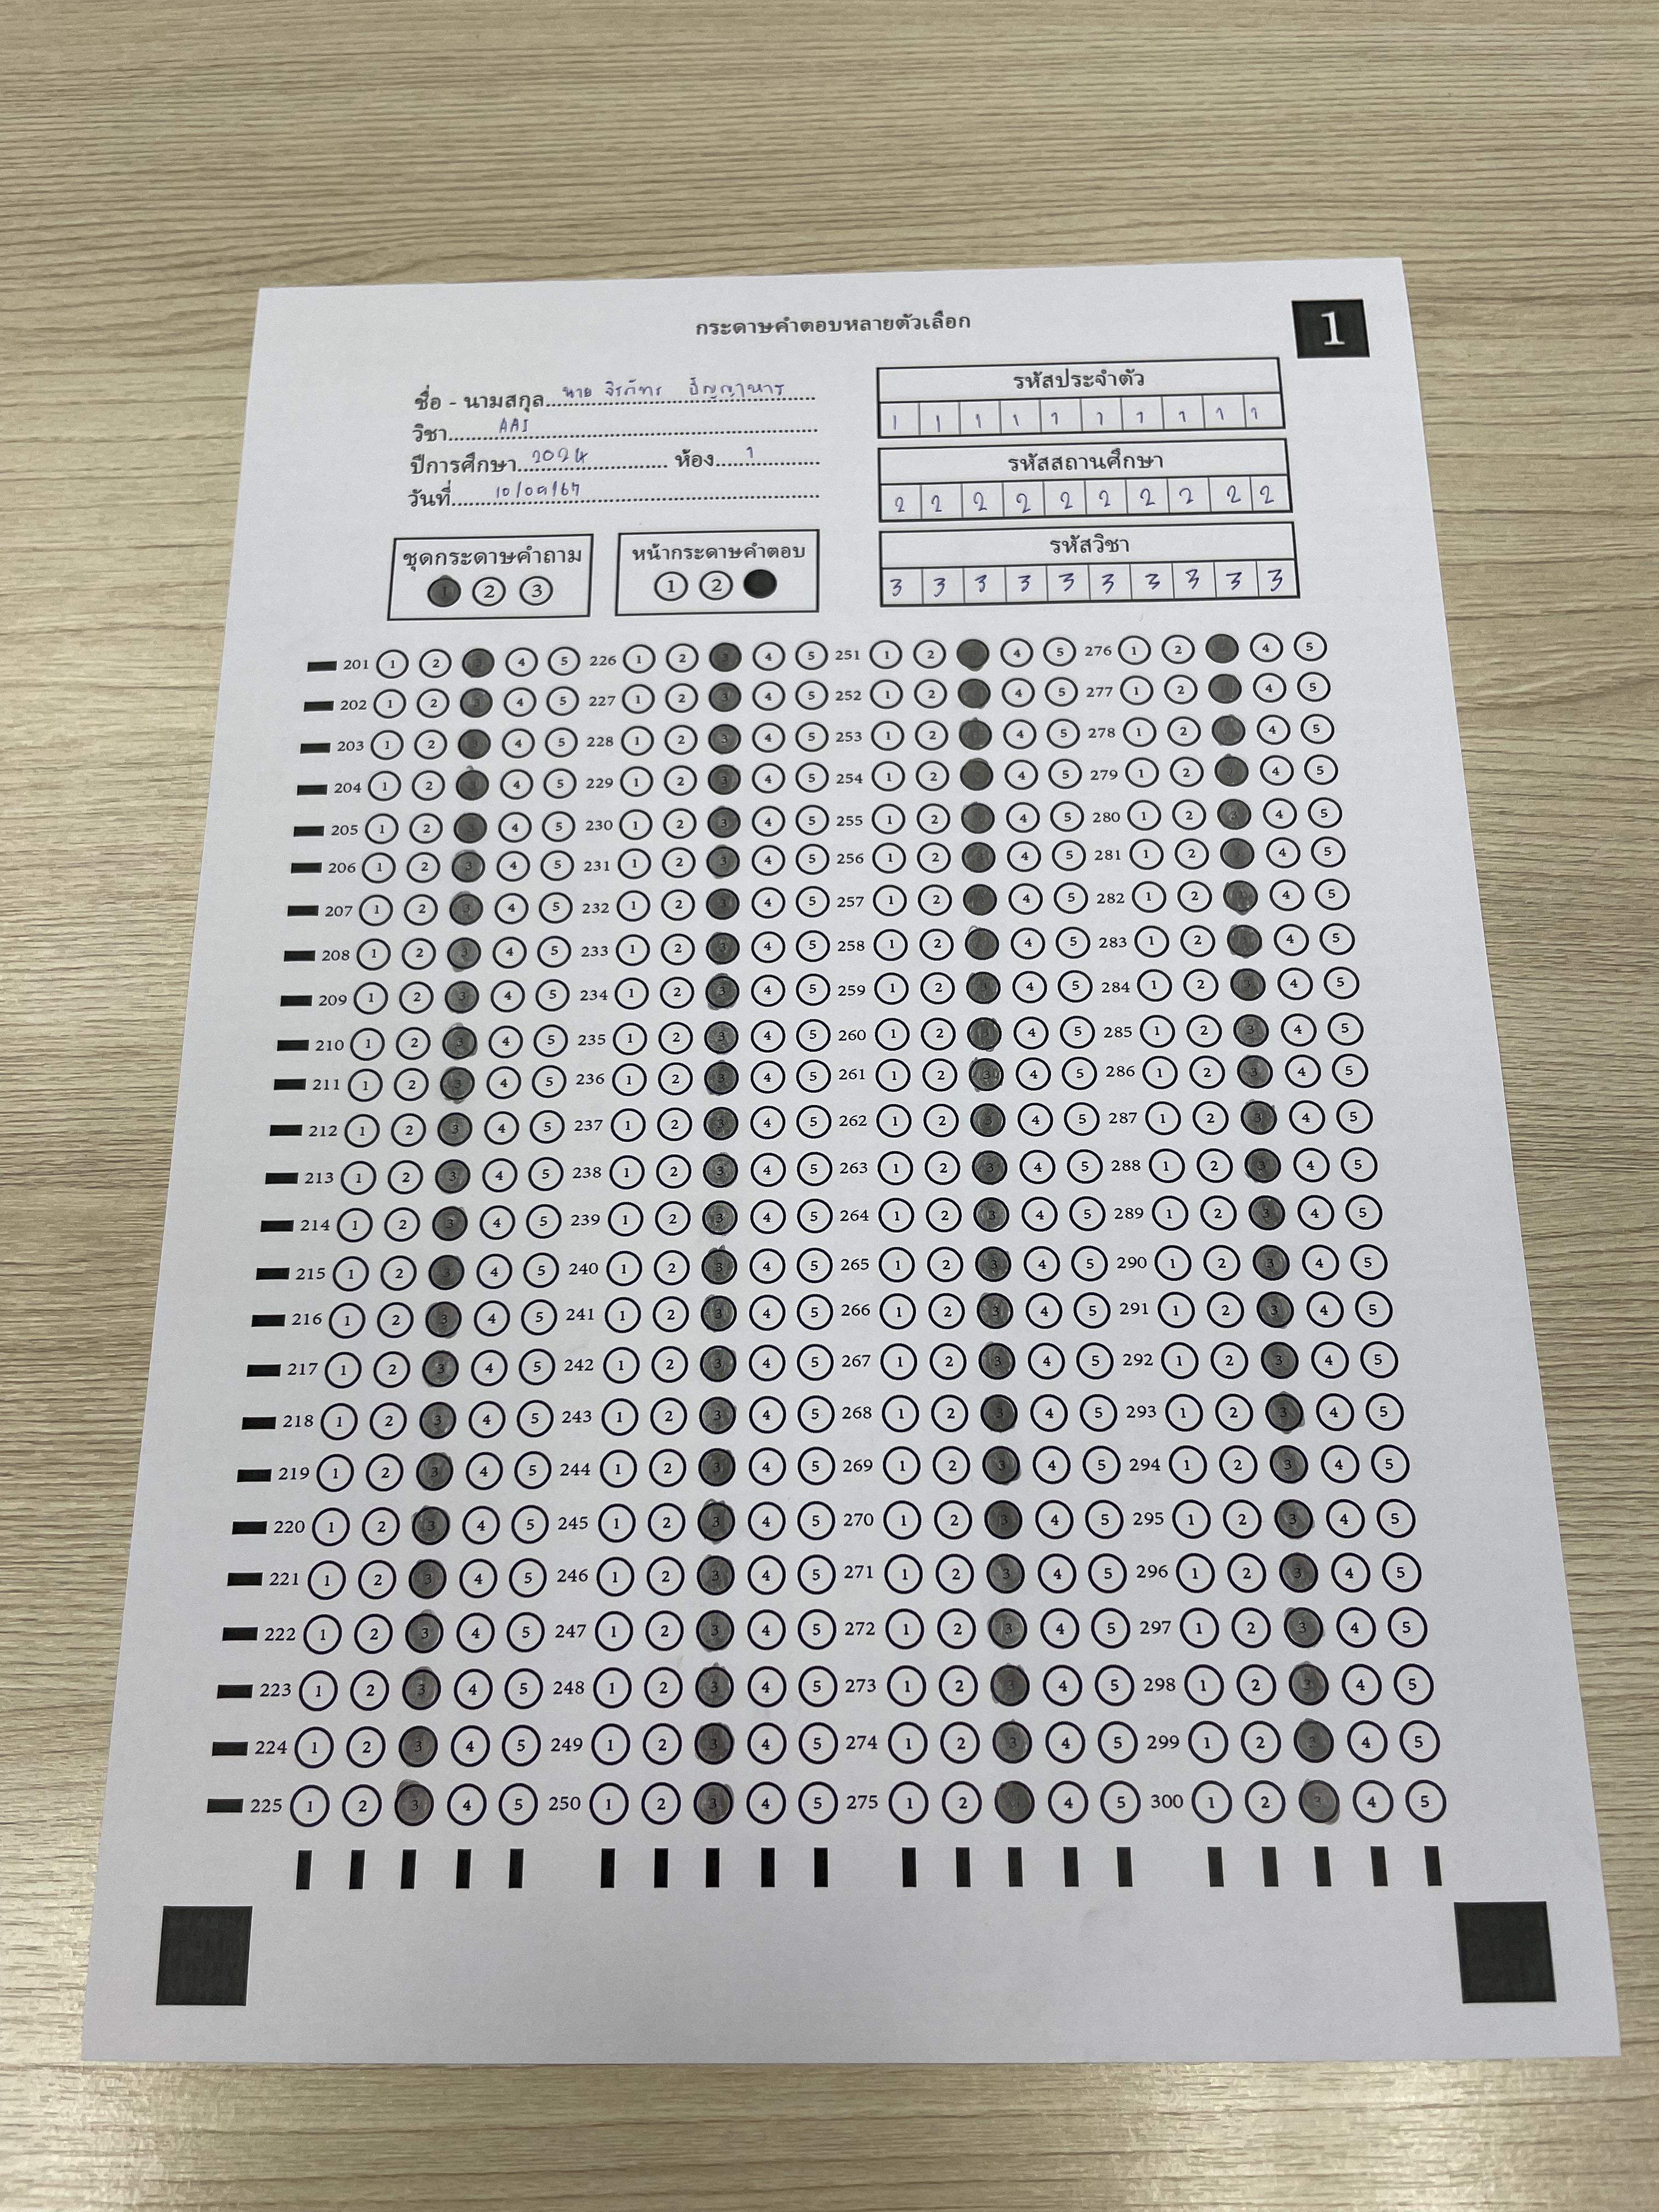 กระดาษคำตอบหลายตัวเลือก
1
ชื่อ - นามสกุล นาย จิรภัทร ปัญญาหาร
วิชา AAI
ปีการศึกษา 2024 ห้อง 1
วันที่ 10/09/67
รหัสประจำตัว
1 1 1 1 1 1 1 1 1 1
รหัสสถานศึกษา
2 2 2 2 2 2 2 2 2 2
รหัสวิชา
3 3 3 3 3 3 3 3 3 3
ชุดกระดาษคำถาม
1 2 3
หน้ากระดาษคำตอบ
1 2
201 1 2 3 4 5 226 1 2 3 4 5 251 1 2 4 5 276 1 2 4 5
202 1 2 3 4 5 227 1 2 3 4 5 252 1 2 4 5 277 1 2 4 5
203 1 2 3 4 5 228 1 2 3 4 5 253 1 2 4 5 278 1 2 4 5
204 1 2 3 4 5 229 1 2 3 4 5 254 1 2 4 5 279 1 2 3 4 5
205 1 2 3 4 5 230 1 2 3 4 5 255 1 2 4 5 280 1 2 3 4 5
206 1 2 3 4 5 231 1 2 3 4 5 256 1 2 4 5 281 1 2 3 4 5
207 1 2 3 4 5 232 1 2 3 4 5 257 1 2 4 5 282 1 2 3 4 5
208 1 2 3 4 5 233 1 2 3 4 5 258 1 2 4 5 283 1 2 4 5
209 1 2 3 4 5 234 1 2 3 4 5 259 1 2 3 4 5 284 1 2 3 4 5
210 1 2 3 4 5 235 1 2 3 4 5 260 1 2 3 4 5 285 1 2 3 4 5
211 1 2 3 4 5 236 1 2 3 4 5 261 1 2 3 4 5 286 1 2 3 4 5
212 1 2 3 4 5 237 1 2 3 4 5 262 1 2 3 4 5 287 1 2 3 4 5
213 1 2 3 4 5 238 1 2 3 4 5 263 1 2 3 4 5 288 1 2 3 4 5
214 1 2 3 4 5 239 1 2 3 4 5 264 1 2 3 4 5 289 1 2 3 4 5
215 1 2 3 4 5 240 1 2 3 4 5 265 1 2 3 4 5 290 1 2 3 4 5
216 1 2 3 4 5 241 1 2 3 4 5 266 1 2 3 4 5 291 1 2 3 4 5
217 1 2 3 4 5 242 1 2 3 4 5 267 1 2 3 4 5 292 1 2 3 4 5
218 1 2 3 4 5 243 1 2 3 4 5 268 1 2 3 4 5 293 1 2 3 4 5
219 1 2 3 4 5 244 1 2 3 4 5 269 1 2 3 4 5 294 1 2 3 4 5
220 1 2 3 4 5 245 1 2 3 4 5 270 1 2 3 4 5 295 1 2 3 4 5
221 1 2 3 4 5 246 1 2 3 4 5 271 1 2 3 4 5 296 1 2 3 4 5
222 1 2 3 4 5 247 1 2 3 4 5 272 1 2 3 4 5 297 1 2 3 4 5
223 1 2 3 4 5 248 1 2 3 4 5 273 1 2 3 4 5 298 1 2 3 4 5
224 1 2 3 4 5 249 1 2 3 4 5 274 1 2 3 4 5 299 1 2 3 4 5
225 1 2 3 4 5 250 1 2 3 4 5 275 1 2 3 4 5 300 1 2 3 4 5